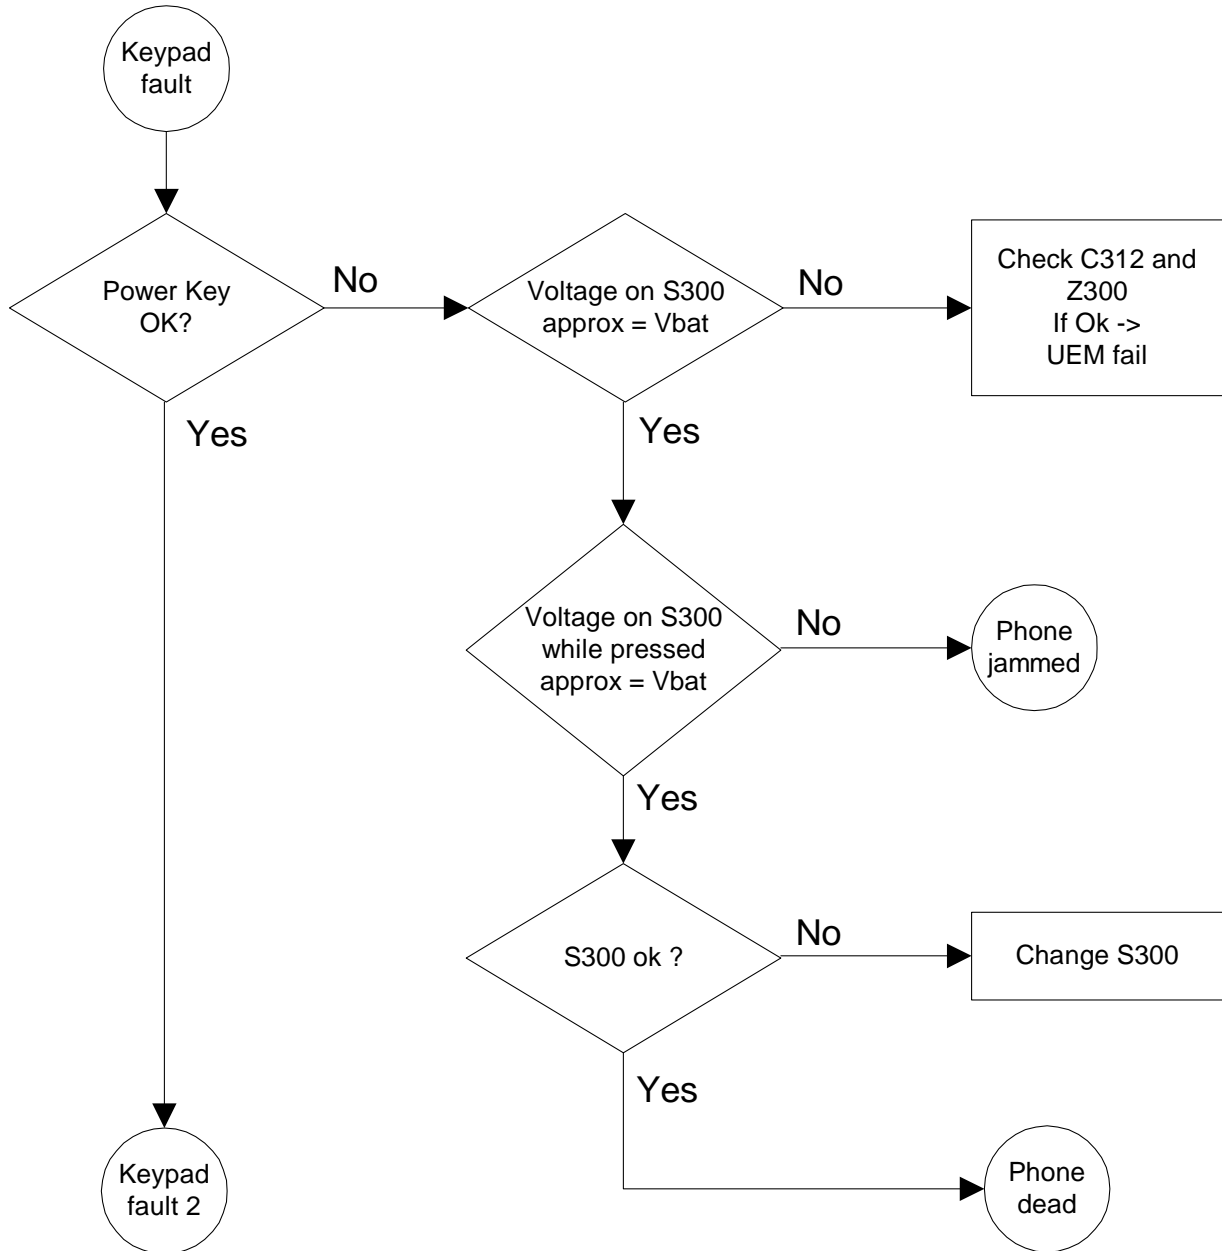 Keypad
fault
Power Key
OK?
No
Voltage on S300
approx = Vbat
No
Check C312 and
Z300
If Ok ->
UEM fail
Yes
Yes
Voltage on S300
while pressed
approx = Vbat
No
Phone
jammed
Yes
S300 ok ?
No
Change S300
Yes
Keypad
fault 2
Phone
dead